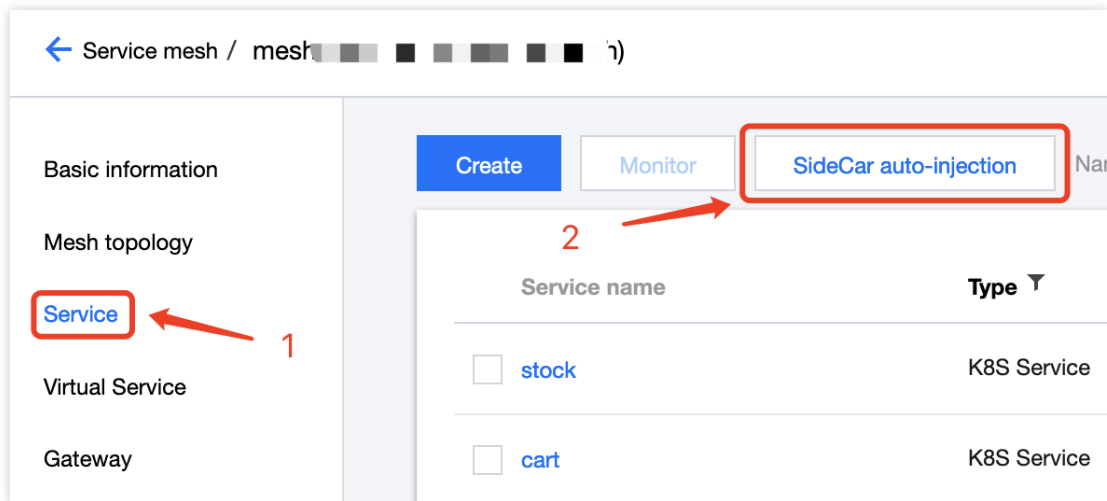 Service mesh / mesh h)
Basic information
Mesh topology
Service
Virtual Service
Gateway
1
Create Monitor SideCar auto-injection
2
Service name Type
stock K8S Service
cart K8S Service